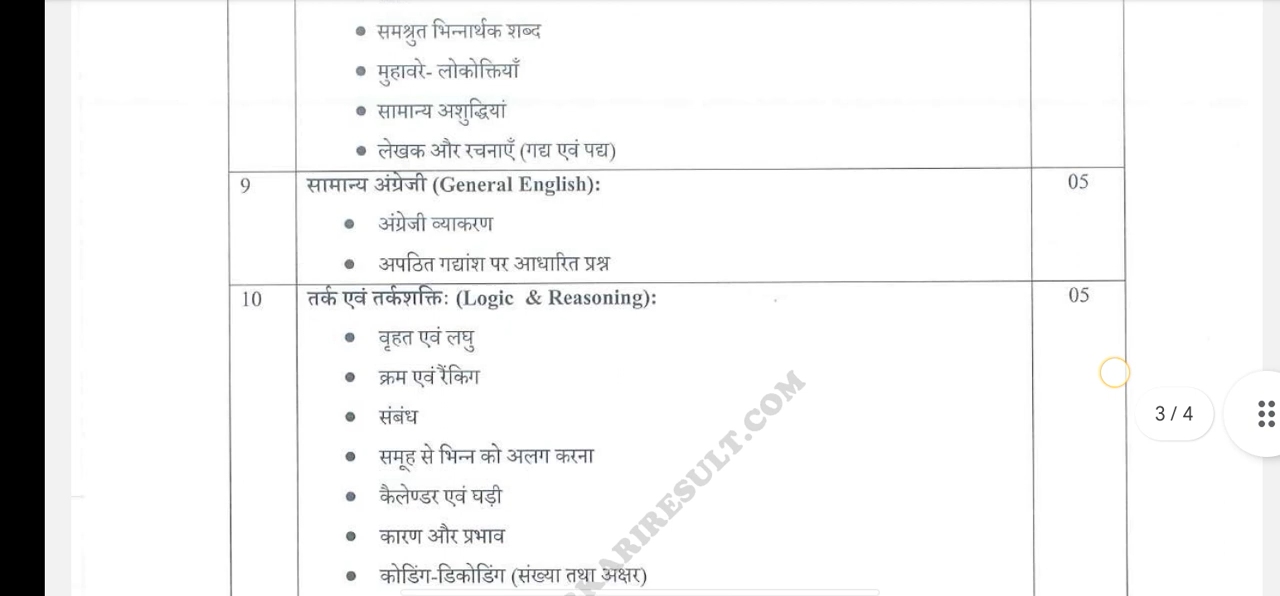 समश्रुत भिन्नार्थक शब्द
मुहावरे- लोकोक्तियाँ
सामान्य अशुद्धियां
लेखक और रचनाएँ (गद्य एवं पद्य)
9 सामान्य अंग्रेजी (General English): 05
अंग्रेजी व्याकरण
अपठित गद्यांश पर आधारित प्रश्न
10 तर्क एवं तर्कशक्तिः (Logic & Reasoning): 05
वृहत एवं लघु
क्रम एवं रैंकिग
संबंध
समूह से भिन्न को अलग करना
कैलेण्डर एवं घड़ी
कारण और प्रभाव
कोडिंग-डिकोडिंग (संख्या तथा अक्षर)
KARIRESULT.COM
3 / 4